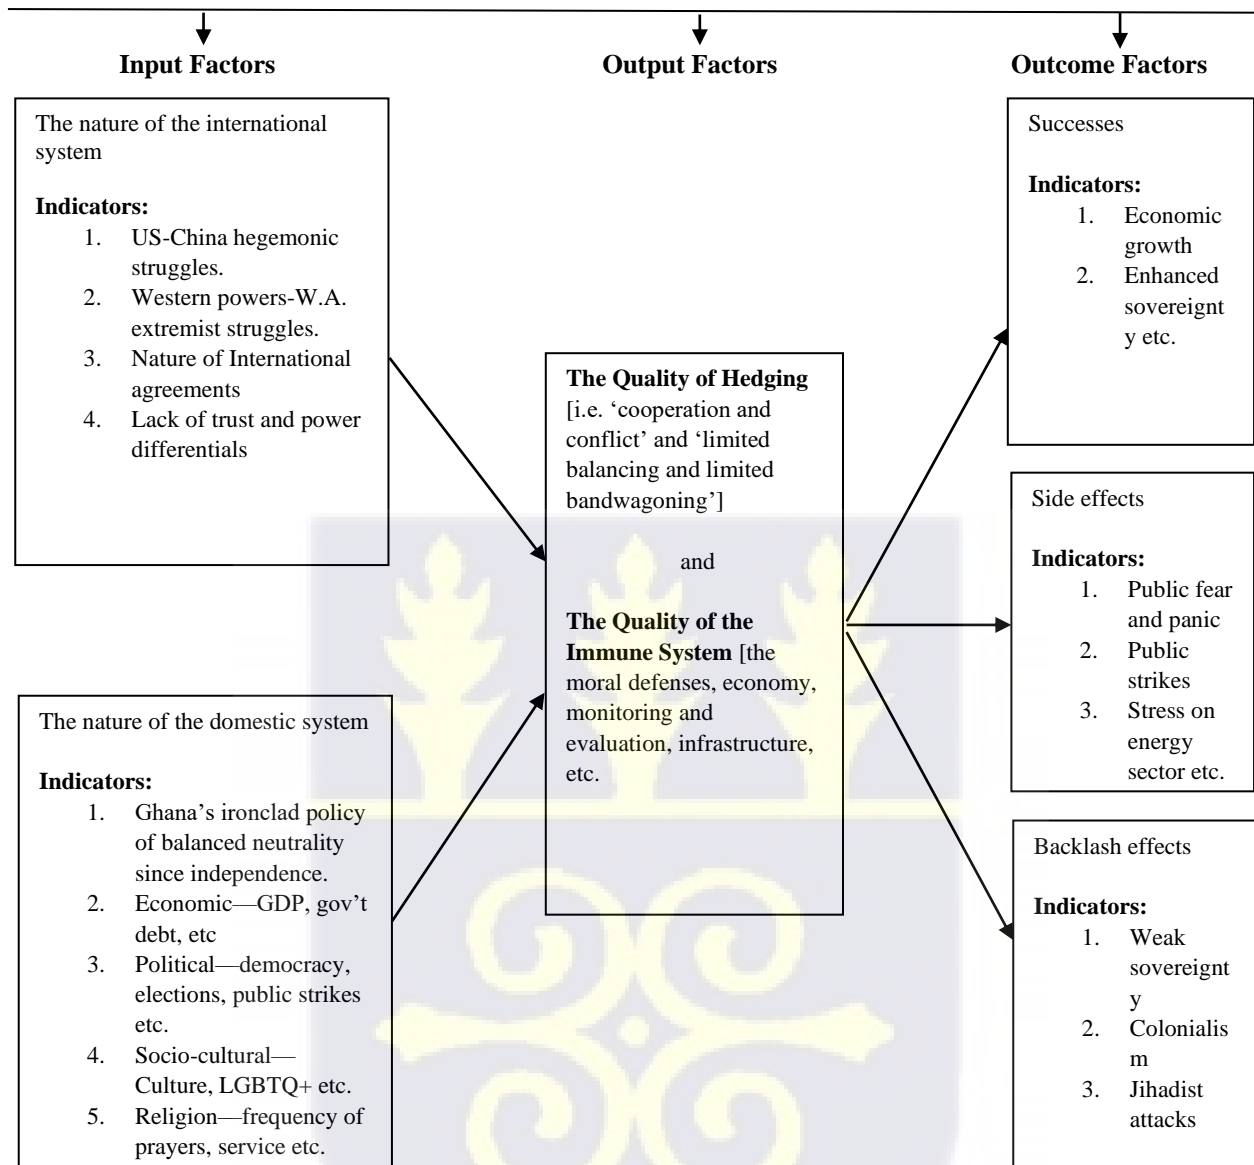 Input Factors
Output Factors
Outcome Factors
The nature of the international
system
Indicators:
1. US-China hegemonic
struggles.
2. Western powers-W.A.
extremist struggles.
3. Nature of International
agreements
4. Lack of trust and power
differentials
The nature of the domestic system
Indicators:
1. Ghana’s ironclad policy
of balanced neutrality
since independence.
2. Economic—GDP, gov’t
debt, etc
3. Political—democracy,
elections, public strikes
etc.
4. Socio-cultural—
Culture, LGBTQ+ etc.
5. Religion—frequency of
prayers, service etc.
The Quality of Hedging
[i.e. ‘cooperation and
conflict’ and ‘limited
balancing and limited
bandwagoning’]
and
The Quality of the
Immune System [the
moral defenses, economy,
monitoring and
evaluation, infrastructure,
etc.
Successes
Indicators:
1. Economic
growth
2. Enhanced
sovereignt
y etc.
Side effects
Indicators:
1. Public fear
and panic
2. Public
strikes
3. Stress on
energy
sector etc.
Backlash effects
Indicators:
1. Weak
sovereignt
y
2. Colonialis
m
3. Jihadist
attacks